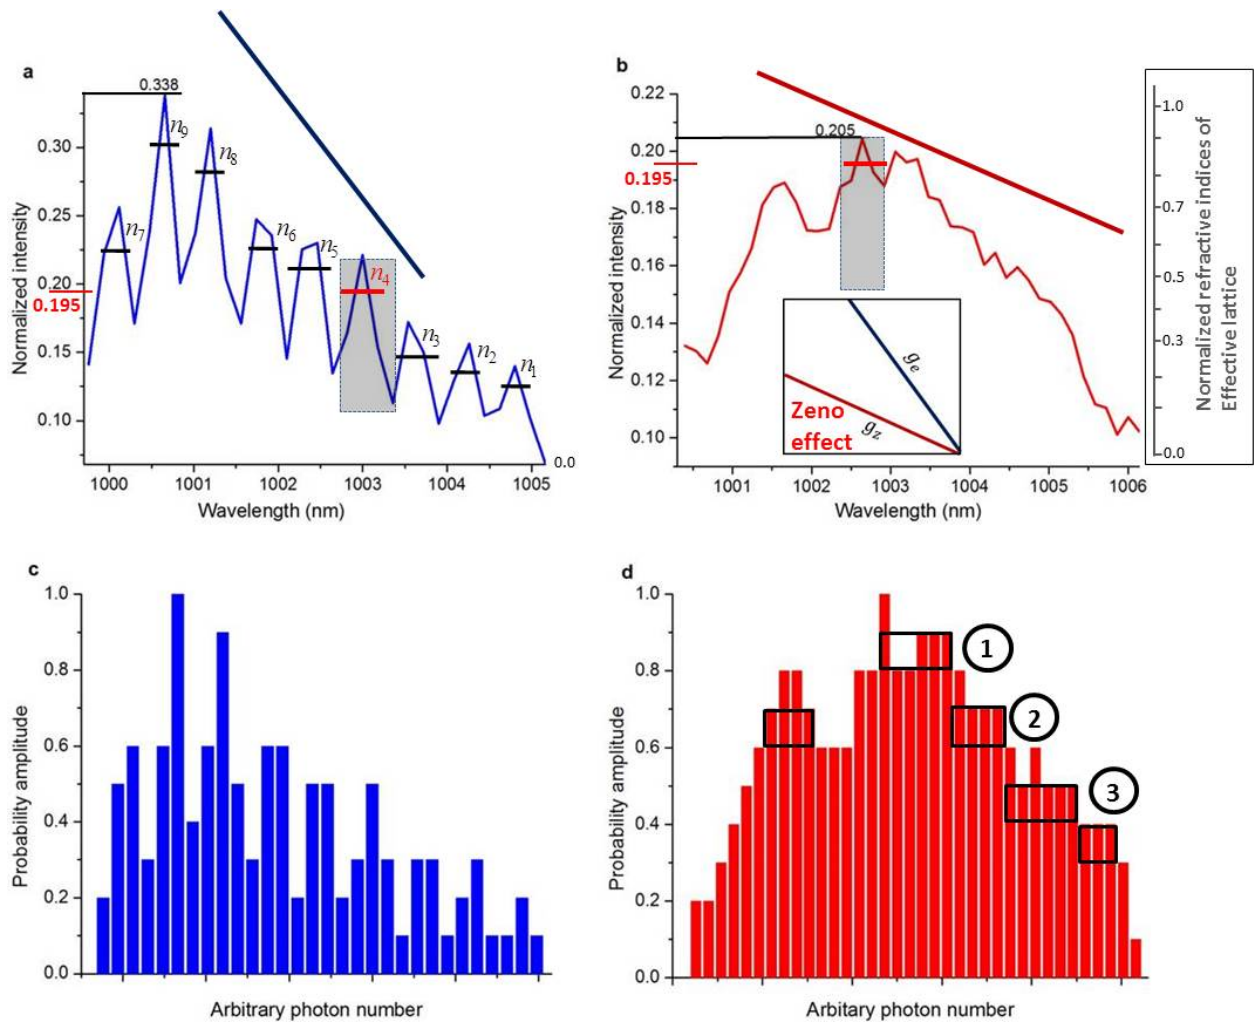 a
0.338
n9
n8
n7
n6
n5
n4
n3
n2
n1
0.30
0.25
0.20
0.195
0.15
0.10
0.0
Normalized intensity
1000 1001 1002 1003 1004 1005
Wavelength (nm)
b
0.205
0.22
0.20
0.195
0.18
0.16
0.14
0.12
0.10
Normalized intensity
ge
Zeno
effect
gz
1001 1002 1003 1004 1005 1006
Wavelength (nm)
1.0
0.7
0.5
0.3
0.0
Normalized refractive indices of
Effective lattice
c
1.0
0.8
0.6
0.4
0.2
0.0
Probability amplitude
Arbitrary photon number
d
1.0
0.8
0.6
0.4
0.2
0.0
Probability amplitude
1
2
3
Arbitary photon number